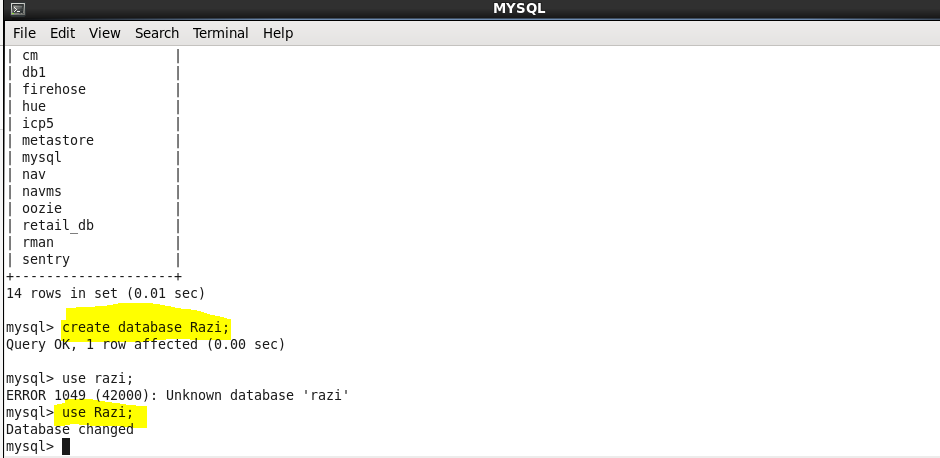 MYSQL
File Edit View Search Terminal Help
| cm                 |
| db1                |
| firehose           |
| hue                |
| icp5               |
| metastore          |
| mysql              |
| nav                |
| navms              |
| oozie              |
| retail_db          |
| rman               |
| sentry             |
+--------------------+
14 rows in set (0.01 sec)
mysql> create database Razi;
Query OK, 1 row affected (0.00 sec)
mysql> use razi;
ERROR 1049 (42000): Unknown database 'razi'
mysql> use Razi;
Database changed
mysql>